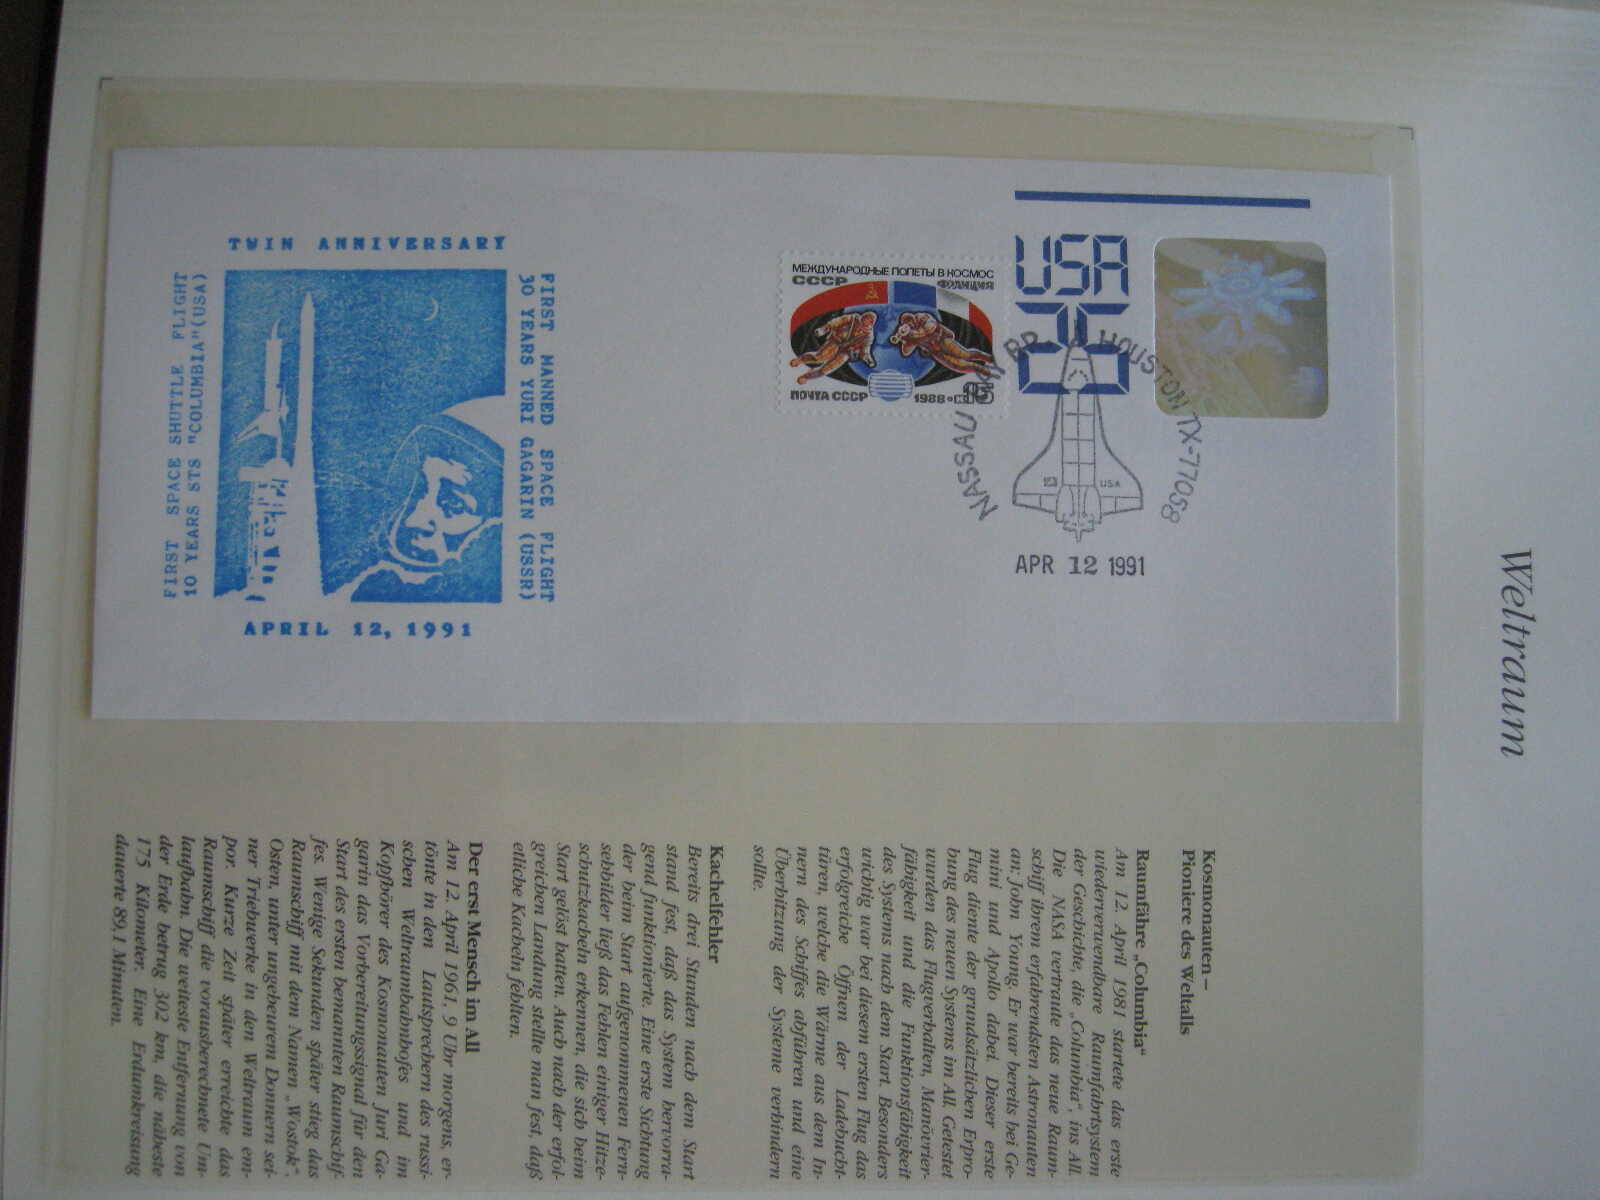 Weltraum
TWIN ANNIVERSARY
FIRST MANNED SPACE FLIGHT
30 YEARS YURI GAGARIN (USSR)
FIRST SPACE SHUTTLE FLIGHT
10 YEARS STS "COLUMBIA" (USA)
APRIL 12, 1991
МЕЖДУНАРОДНЫЕ ПОЛЕТЫ В КОСМОС
СССР
ФРАНЦИЯ
ПОЧТА СССР 1988 15
USA
25
NASSAU BAY BR. HOUSTON TX-77058
USA
APR 12 1991
Kosmonauten –
Pioniere des Weltalls
Raumfähre „Columbia“
Am 12. April 1981 startete das erste
wiederverwendbare Raumfahrtsystem
der Geschichte, die „Columbia“, ins All.
Die NASA vertraute das neue Raum-
schiff ihrem erfahrendsten Astronauten
an: John Young. Er war bereits bei Ge-
mini und Apollo dabei. Dieser erste
Flug diente der grundsätzlichen Erpro-
bung des neuen Systems im All. Getestet
wurden das Flugverhalten, Manövrier-
fähigkeit und die Funktionsfähigkeit
des Systems nach dem Start. Besonders
wichtig war bei diesem ersten Flug das
erfolgreiche Öffnen der Ladebucht-
türen, welche die Wärme aus dem In-
nern des Schiffes abführen und eine
Überhitzung der Systeme verhindern
sollte.
Kachelfehler
Bereits drei Stunden nach dem Start
stand fest, daß das System hervorra-
gend funktionierte. Eine erste Sichtung
der beim Start aufgenommenen Fern-
sehbilder ließ das Fehlen einiger Hitze-
schutzkacheln erkennen, die sich beim
Start gelöst hatten. Auch nach der erfol-
greichen Landung stellte man fest, daß
etliche Kacheln fehlten.
Der erst Mensch im All
Am 12. April 1961, 9 Uhr morgens, er-
tönte in den Lautsprechern des russi-
schen Weltraumbahnhofes und im
Kopfhörer des Kosmonauten Juri Ga-
garin das Vorbereitungssignal für den
Start des ersten bemannten Raumschif-
fes. Wenige Sekunden später stieg das
Raumschiff mit dem Namen „Wostok“,
Osten, unter ungeheurem Donnern sei-
ner Triebwerke in den Weltraum em-
por. Kurze Zeit später erreichte das
Raumschiff die vorausberechnete Um-
laufbahn. Die weiteste Entfernung von
der Erde betrug 302 km, die näheste
175 Kilometer. Eine Erdumkreisung
dauerte 89,1 Minuten.